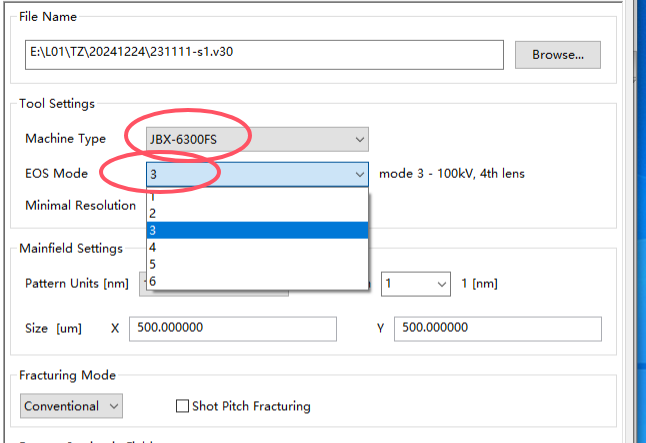 File Name
E:\L01\TZ\20241224\231111-s1.v30
Browse...
Tool Settings
Machine Type JBX-6300FS
EOS Mode 3 mode 3 - 100kV, 4th lens
Minimal Resolution
1
2
3
4
5
6
Mainfield Settings
Pattern Units [nm] 1 1 [nm]
Size [um] X 500.000000 Y 500.000000
Fracturing Mode
Conventional Shot Pitch Fracturing